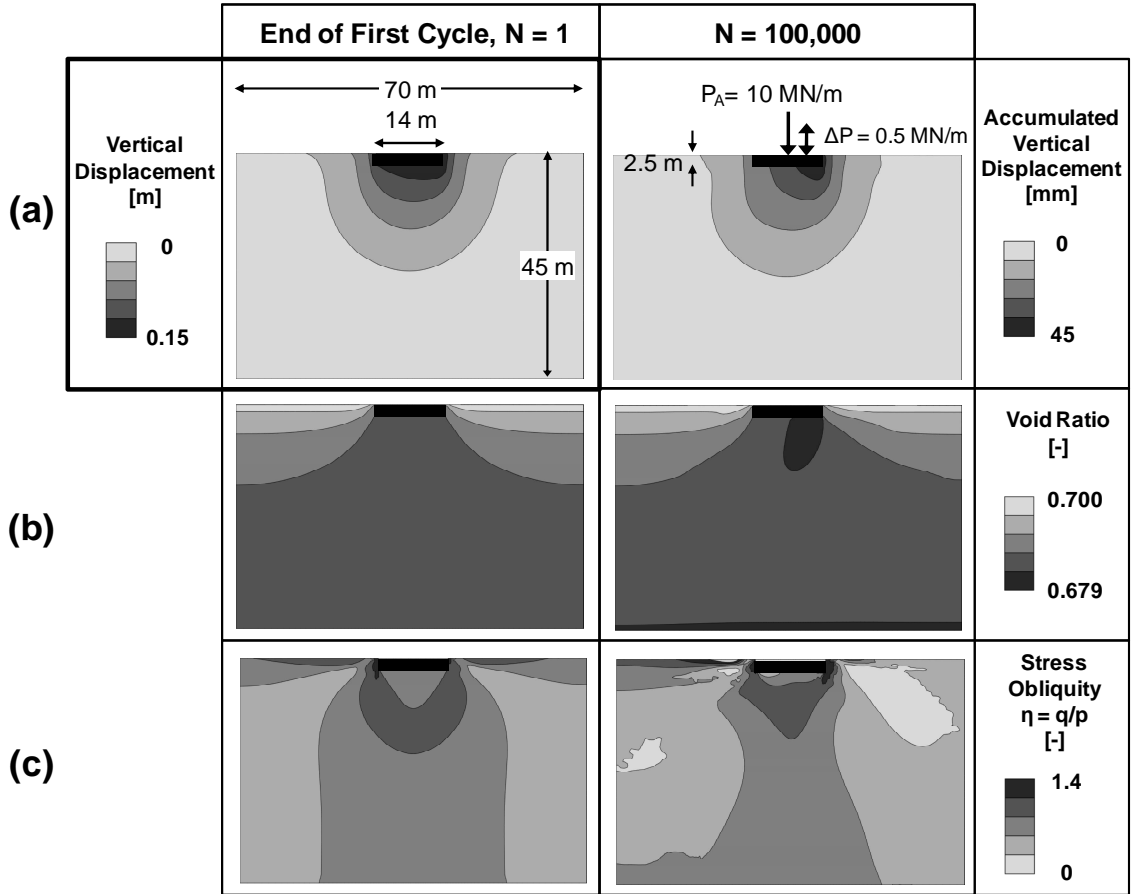 End of First Cycle, N = 1
N = 100,000
(a)
Vertical
Displacement
[m]
0
0.15
70 m
14 m
45 m
P_A= 10 MN/m
ΔP = 0.5 MN/m
2.5 m
Accumulated
Vertical
Displacement
[mm]
0
45
(b)
Void Ratio
[-]
0.700
0.679
(c)
Stress
Obliquity
η = q/p
[-]
1.4
0